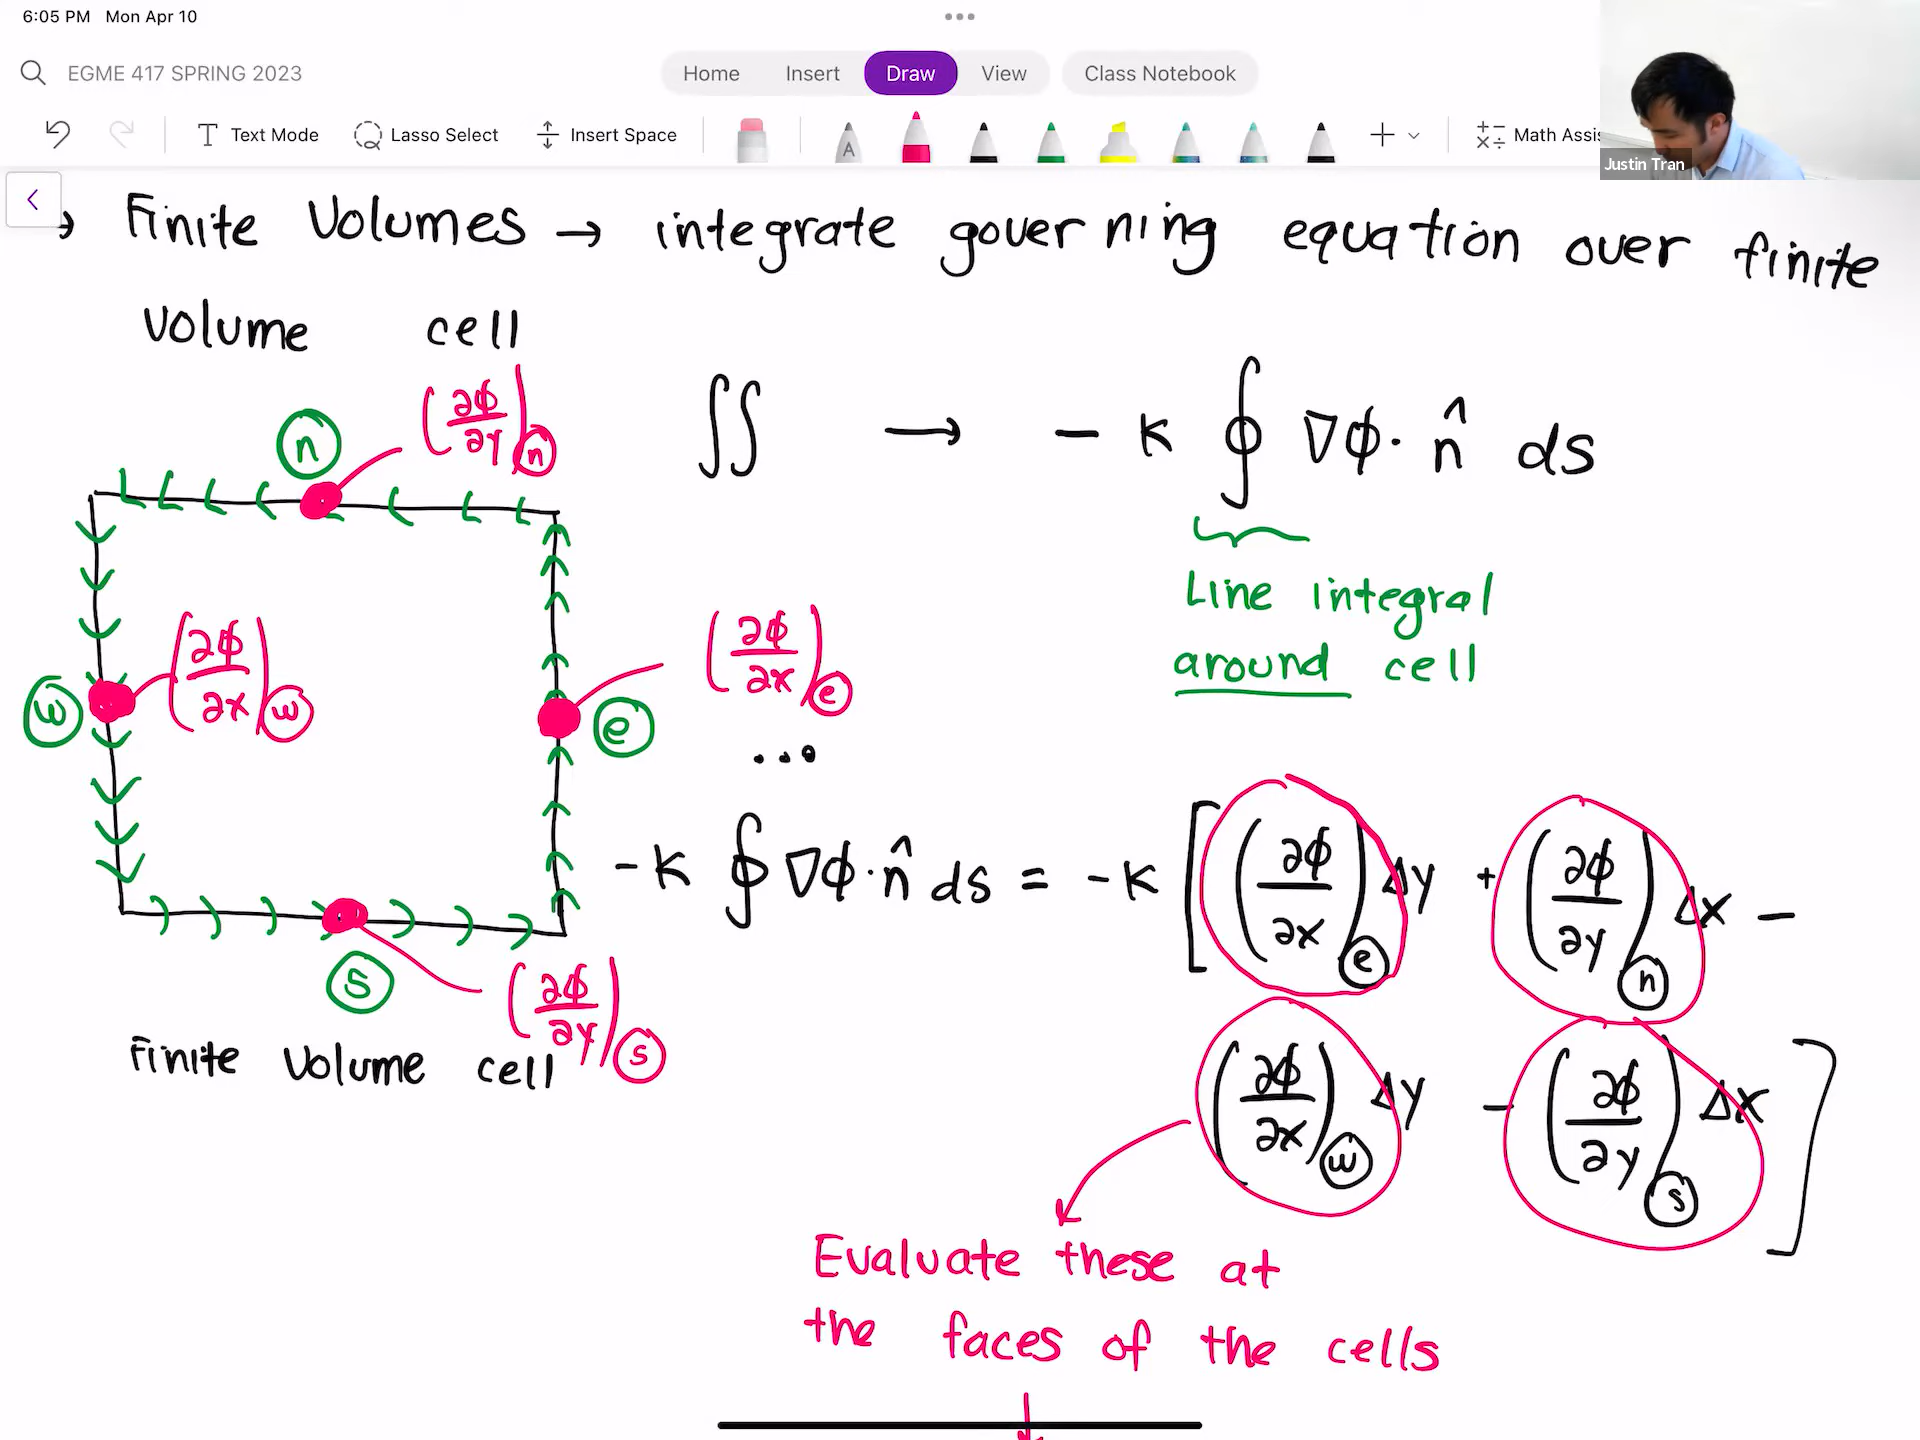 6:05 PM Mon Apr 10
EGME 417 SPRING 2023
Home Insert Draw View Class Notebook
Text Mode Lasso Select Insert Space A Math Assis
Justin Tran
→ Finite Volumes → integrate governing equation over finite
volume cell
(∂ϕ/∂y)ⓝ
ⓝ
∬ → - K ∮ ∇ϕ · n̂ ds
Line integral
around cell
(∂ϕ/∂x)ⓦ
ⓦ
(∂ϕ/∂x)ⓔ
ⓔ
...
-K ∮ ∇ϕ · n̂ ds = -K [ (∂ϕ/∂x)ⓔ Δy + (∂ϕ/∂y)ⓝ Δx -
ⓢ
(∂ϕ/∂y)ⓢ
Finite Volume cell
(∂ϕ/∂x)ⓦ Δy - (∂ϕ/∂y)ⓢ Δx ]
Evaluate these at
the faces of the cells